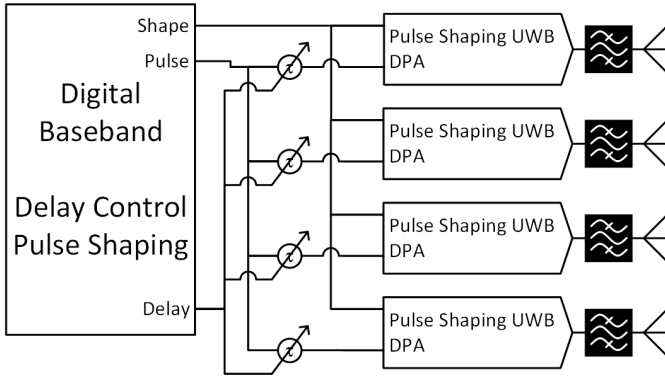 Shape
Pulse
Digital
Baseband
Delay Control
Pulse Shaping
Delay
τ
Pulse Shaping UWB
DPA
τ
Pulse Shaping UWB
DPA
τ
Pulse Shaping UWB
DPA
τ
Pulse Shaping UWB
DPA